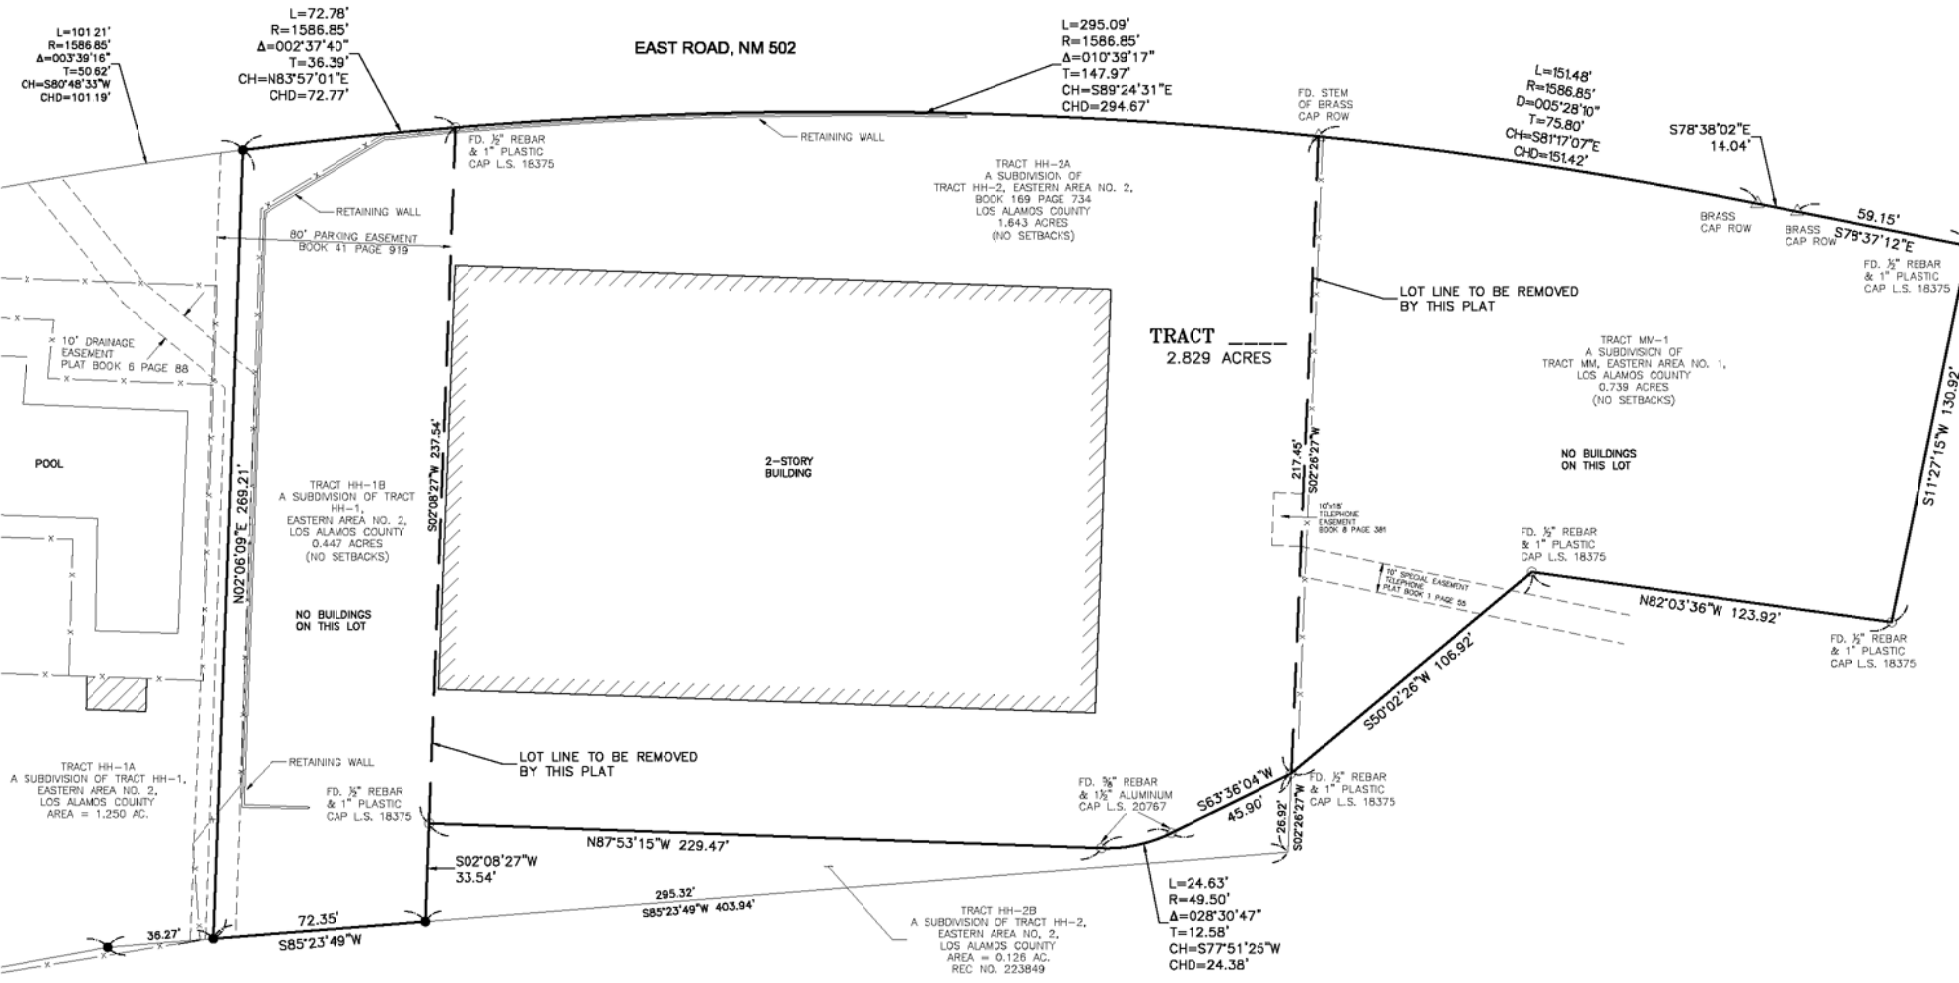 L=101.21'
R=1586.85'
Δ=003°39'16"
T=50.62'
CH=S80°48'33"W
CHD=101.19'
L=72.78'
R=1586.85'
Δ=002°37'40"
T=36.39'
CH=N83°57'01"E
CHD=72.77'
EAST ROAD, NM 502
L=295.09'
R=1586.85'
Δ=010°39'17"
T=147.97'
CH=S89°24'31"E
CHD=294.67'
FD. STEM
OF BRASS
CAP ROW
L=151.48'
R=1586.85'
D=005°28'10"
T=75.80'
CH=S81°17'07"E
CHD=151.42'
S78°38'02"E
14.04'
BRASS
CAP ROW
BRASS
CAP ROW
59.15'
S78°37'12"E
FD. ½" REBAR
& 1" PLASTIC
CAP L.S. 18375
FD. ½" REBAR
& 1" PLASTIC
CAP L.S. 18375
RETAINING WALL
RETAINING WALL
80' PARKING EASEMENT
BOOK 41 PAGE 919
TRACT HH-2A
A SUBDIVISION OF
TRACT HH-2, EASTERN AREA NO. 2,
BOOK 169 PAGE 734
LOS ALAMOS COUNTY
1.643 ACRES
(NO SETBACKS)
LOT LINE TO BE REMOVED
BY THIS PLAT
TRACT ____
2.829 ACRES
TRACT MM-1
A SUBDIVISION OF
TRACT MM, EASTERN AREA NO. 1,
LOS ALAMOS COUNTY
0.739 ACRES
(NO SETBACKS)
NO BUILDINGS
ON THIS LOT
S11°27'15"W 130.92'
10' DRAINAGE
EASEMENT
PLAT BOOK 6 PAGE 88
POOL
N02°06'09"E 269.21'
TRACT HH-1B
A SUBDIVISION OF TRACT
HH-1,
EASTERN AREA NO. 2,
LOS ALAMOS COUNTY
0.447 ACRES
(NO SETBACKS)
NO BUILDINGS
ON THIS LOT
S02°08'27"W 237.54'
2-STORY
BUILDING
217.45'
S02°26'27"W
10'x18'
TELEPHONE
EASEMENT
BOOK 8 PAGE 381
10' SPECIAL EASEMENT
TELEPHONE
PLAT BOOK 1 PAGE 55
FD. ½" REBAR
& 1" PLASTIC
CAP L.S. 18375
N82°03'36"W 123.92'
FD. ½" REBAR
& 1" PLASTIC
CAP L.S. 18375
S50°02'26"W 106.92'
TRACT HH-1A
A SUBDIVISION OF TRACT HH-1,
EASTERN AREA NO. 2,
LOS ALAMOS COUNTY
AREA = 1.250 AC.
RETAINING WALL
FD. ½" REBAR
& 1" PLASTIC
CAP L.S. 18375
LOT LINE TO BE REMOVED
BY THIS PLAT
FD. ⅝" REBAR
& 1½" ALUMINUM
CAP L.S. 20767
S63°36'04"W
45.90'
26.92'
S02°26'27"W
FD. ½" REBAR
& 1" PLASTIC
CAP L.S. 18375
N87°53'15"W 229.47'
S02°08'27"W
33.54'
295.32'
S85°23'49"W 403.94'
36.27'
72.35'
S85°23'49"W
TRACT HH-2B
A SUBDIVISION OF TRACT HH-2,
EASTERN AREA NO. 2,
LOS ALAMOS COUNTY
AREA = 0.126 AC.
REC NO. 223849
L=24.63'
R=49.50'
Δ=028°30'47"
T=12.58'
CH=S77°51'25"W
CHD=24.38'